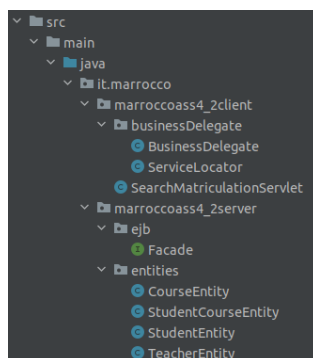 src
main
java
it.marrocco
marroccoass4_2client
businessDelegate
BusinessDelegate
ServiceLocator
SearchMatriculationServlet
marroccoass4_2server
ejb
Facade
entities
CourseEntity
StudentCourseEntity
StudentEntity
TeacherEntity